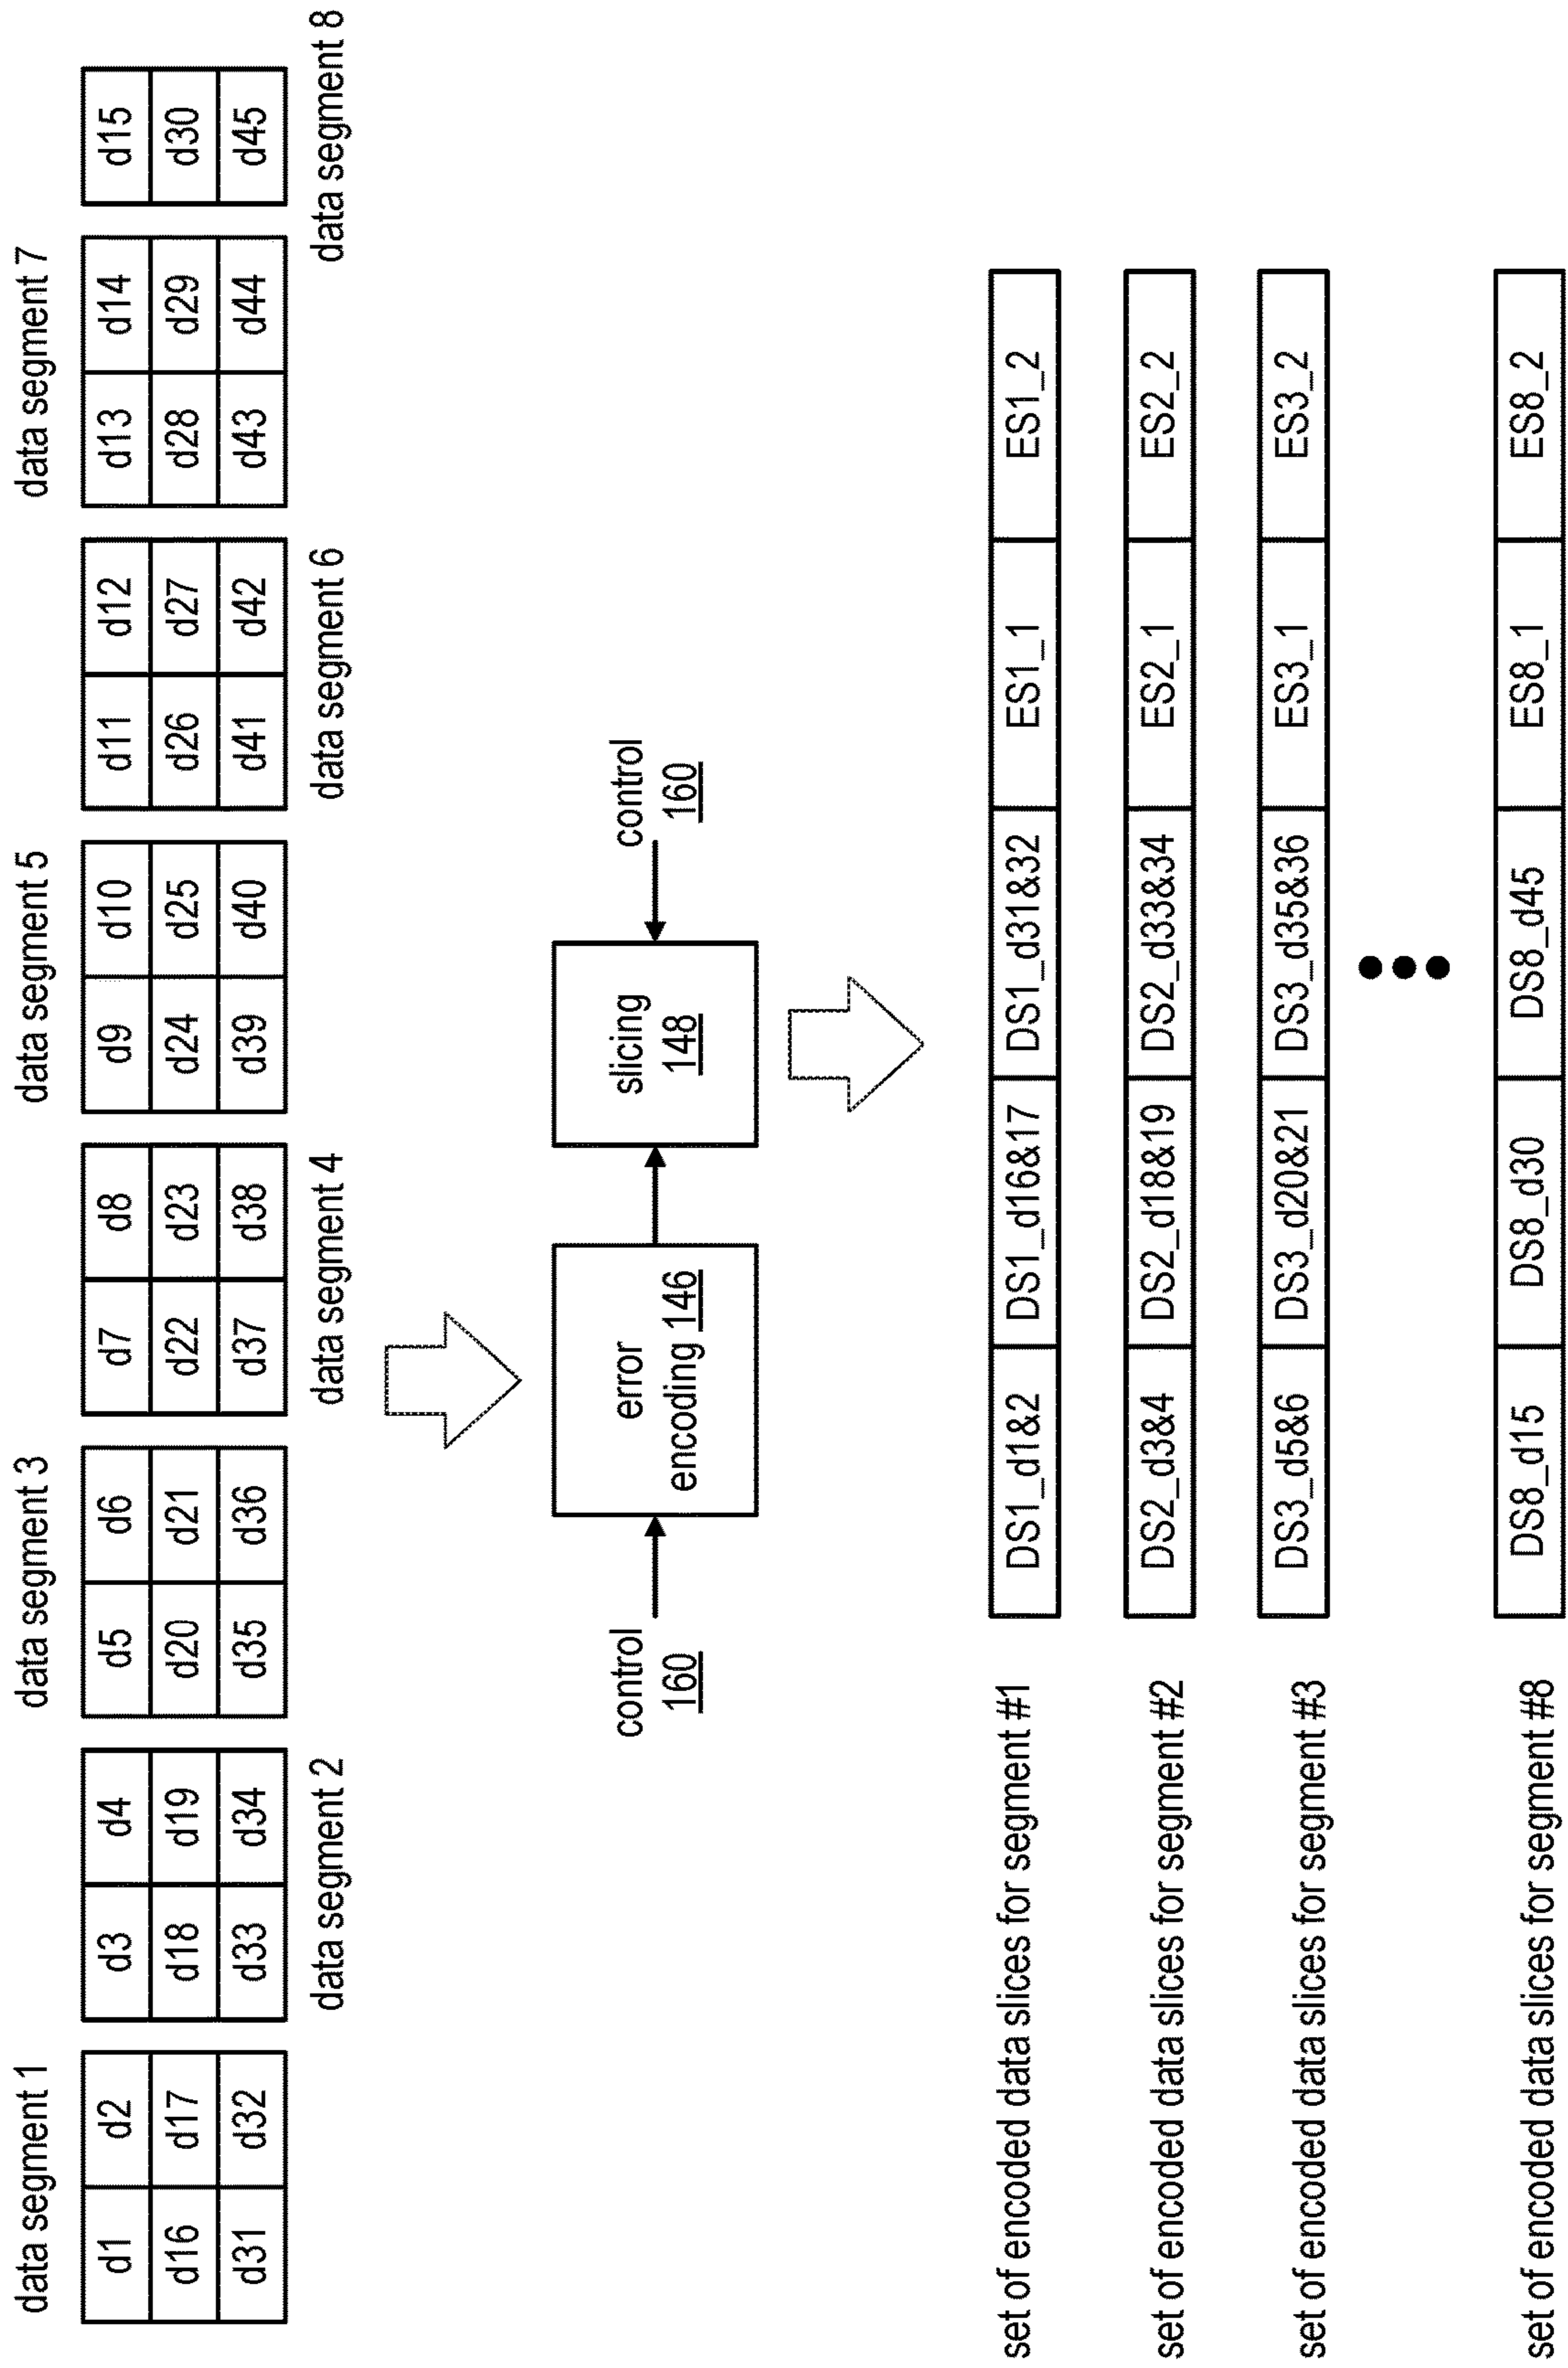 data segment 1
data segment 3
data segment 5
data segment 7
d1 d2 d3 d4 d5 d6 d7 d8 d9 d10 d11 d12 d13 d14 d15
d16 d17 d18 d19 d20 d21 d22 d23 d24 d25 d26 d27 d28 d29 d30
d31 d32 d33 d34 d35 d36 d37 d38 d39 d40 d41 d42 d43 d44 d45
data segment 2
data segment 4
data segment 6
data segment 8
control
160
error
encoding 146
slicing
148
control
160
set of encoded data slices for segment #1 DS1_d1&2 DS1_d16&17 DS1_d31&32 ES1_1 ES1_2
set of encoded data slices for segment #2 DS2_d3&4 DS2_d18&19 DS2_d33&34 ES2_1 ES2_2
set of encoded data slices for segment #3 DS3_d5&6 DS3_d20&21 DS3_d35&36 ES3_1 ES3_2
set of encoded data slices for segment #8 DS8_d15 DS8_d30 DS8_d45 ES8_1 ES8_2